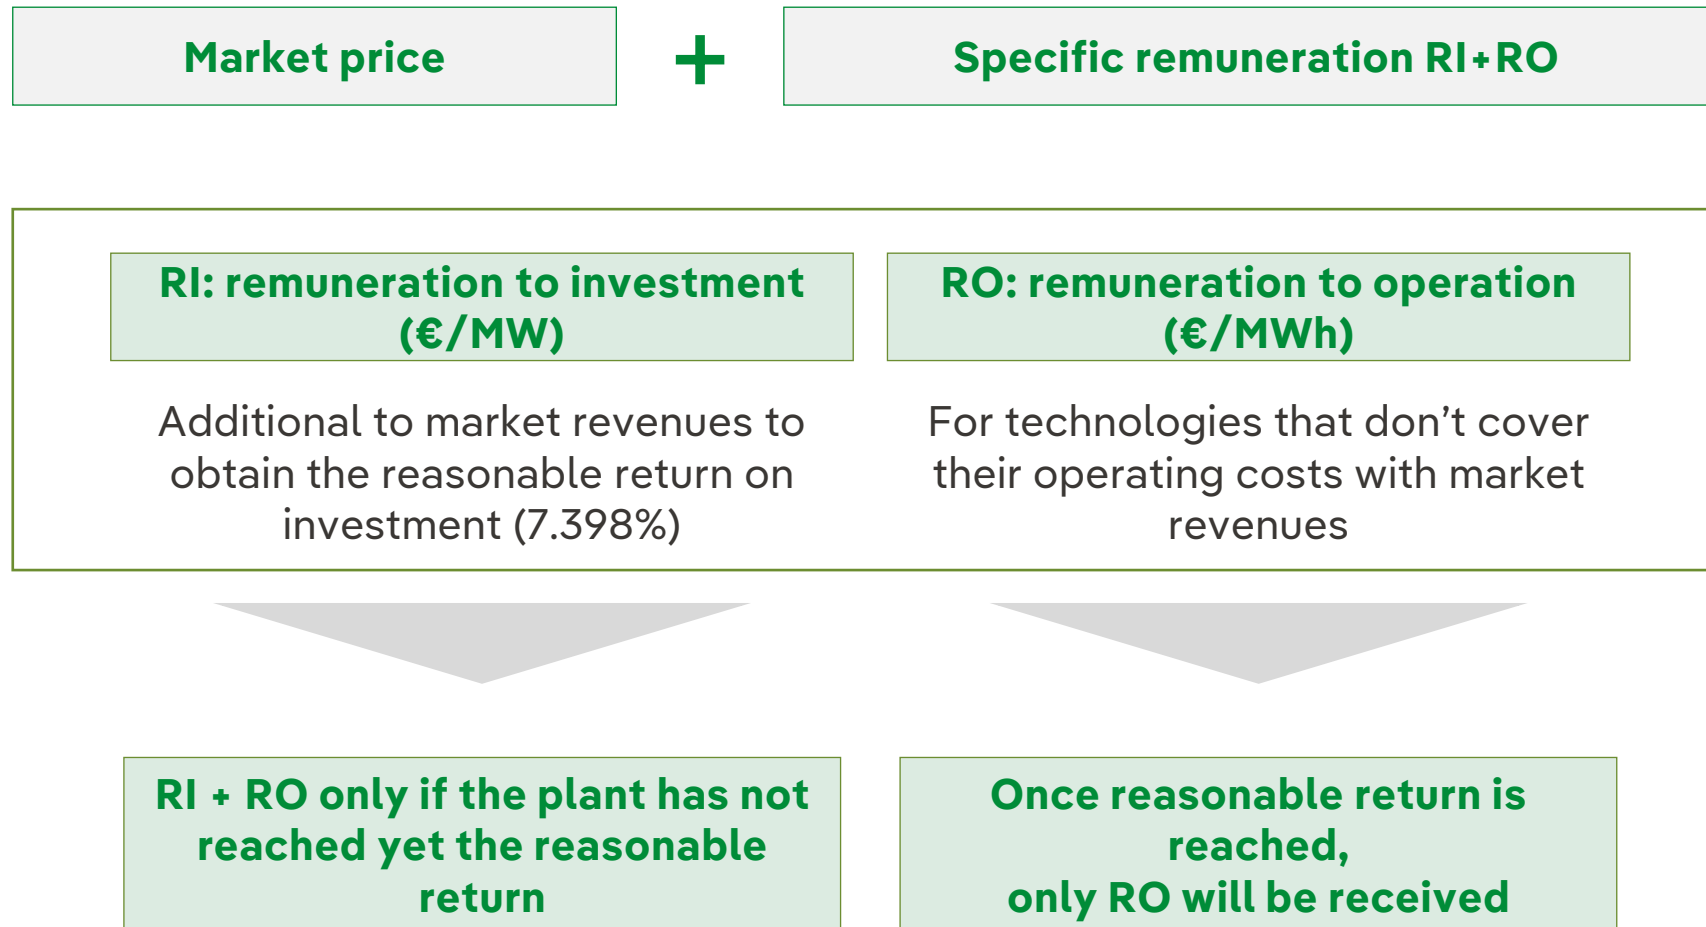 Market price
+
Specific remuneration RI+RO
RI: remuneration to investment
(€/MW)
Additional to market revenues to
obtain the reasonable return on
investment (7.398%)
RO: remuneration to operation
(€/MWh)
For technologies that don’t cover
their operating costs with market
revenues
RI + RO only if the plant has not
reached yet the reasonable
return
Once reasonable return is
reached,
only RO will be received